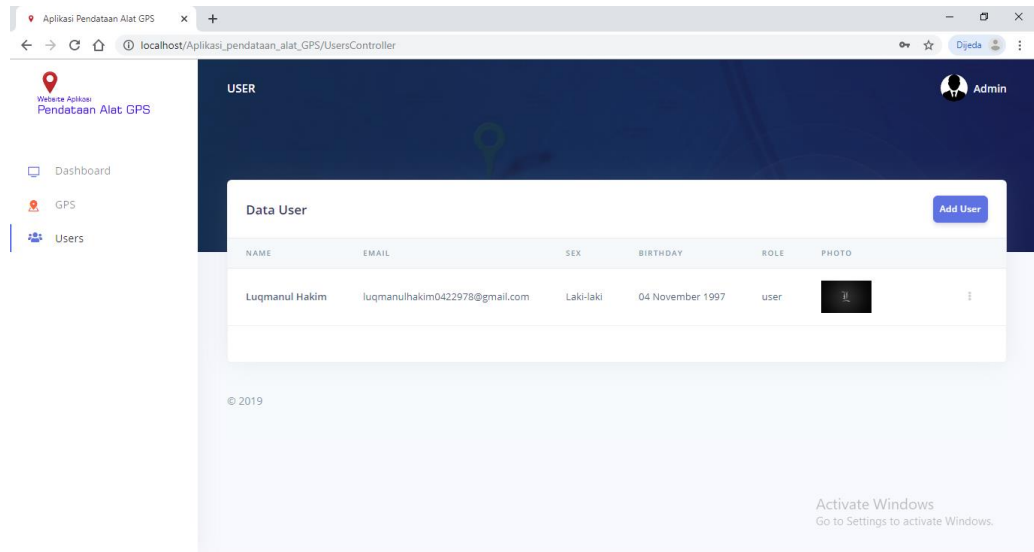 Aplikasi Pendataan Alat GPS
localhost/Aplikasi_pendataan_alat_GPS/UsersController
Dijeda
Website Aplikasi
Pendataan Alat GPS
USER
Admin
Dashboard
GPS
Users
Data User
Add User
NAME EMAIL SEX BIRTHDAY ROLE PHOTO
Luqmanul Hakim luqmanulhakim0422978@gmail.com Laki-laki 04 November 1997 user
© 2019
Activate Windows
Go to Settings to activate Windows.